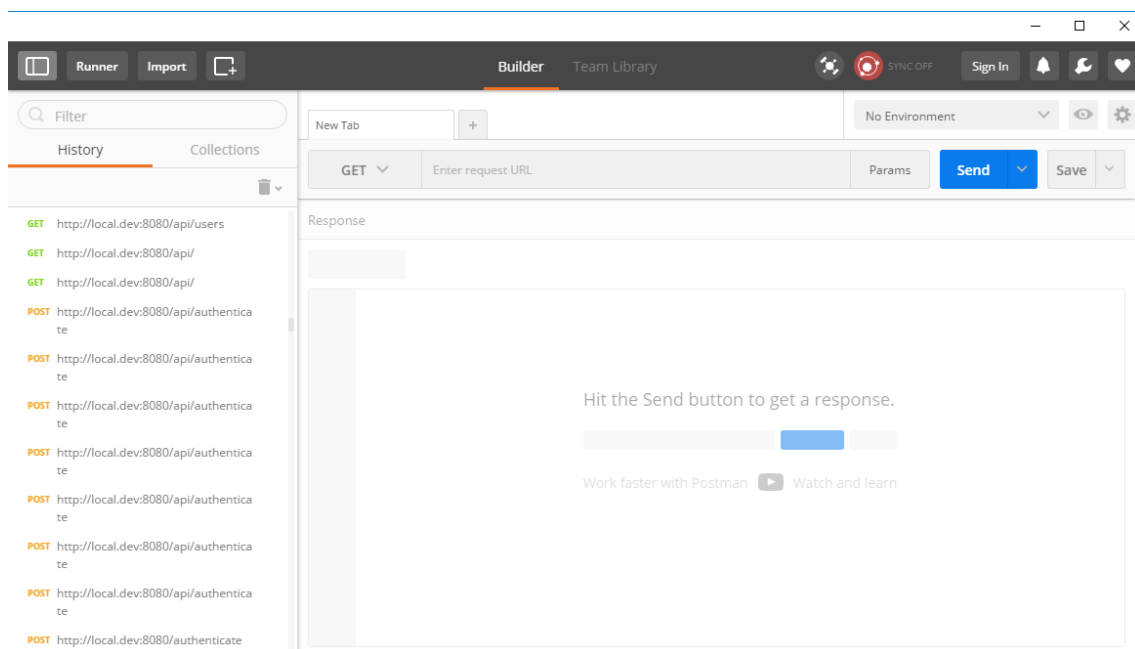 Runner Import Builder Team Library SYNC OFF Sign In
Filter
History Collections
GET http://local.dev:8080/api/users
GET http://local.dev:8080/api/
GET http://local.dev:8080/api/
POST http://local.dev:8080/api/authentica
te
POST http://local.dev:8080/api/authentica
te
POST http://local.dev:8080/api/authentica
te
POST http://local.dev:8080/api/authentica
te
POST http://local.dev:8080/api/authentica
te
POST http://local.dev:8080/api/authentica
te
POST http://local.dev:8080/api/authentica
te
POST http://local.dev:8080/authenticate
New Tab + No Environment
GET Enter request URL Params Send Save
Response
Hit the Send button to get a response.
Work faster with Postman Watch and learn